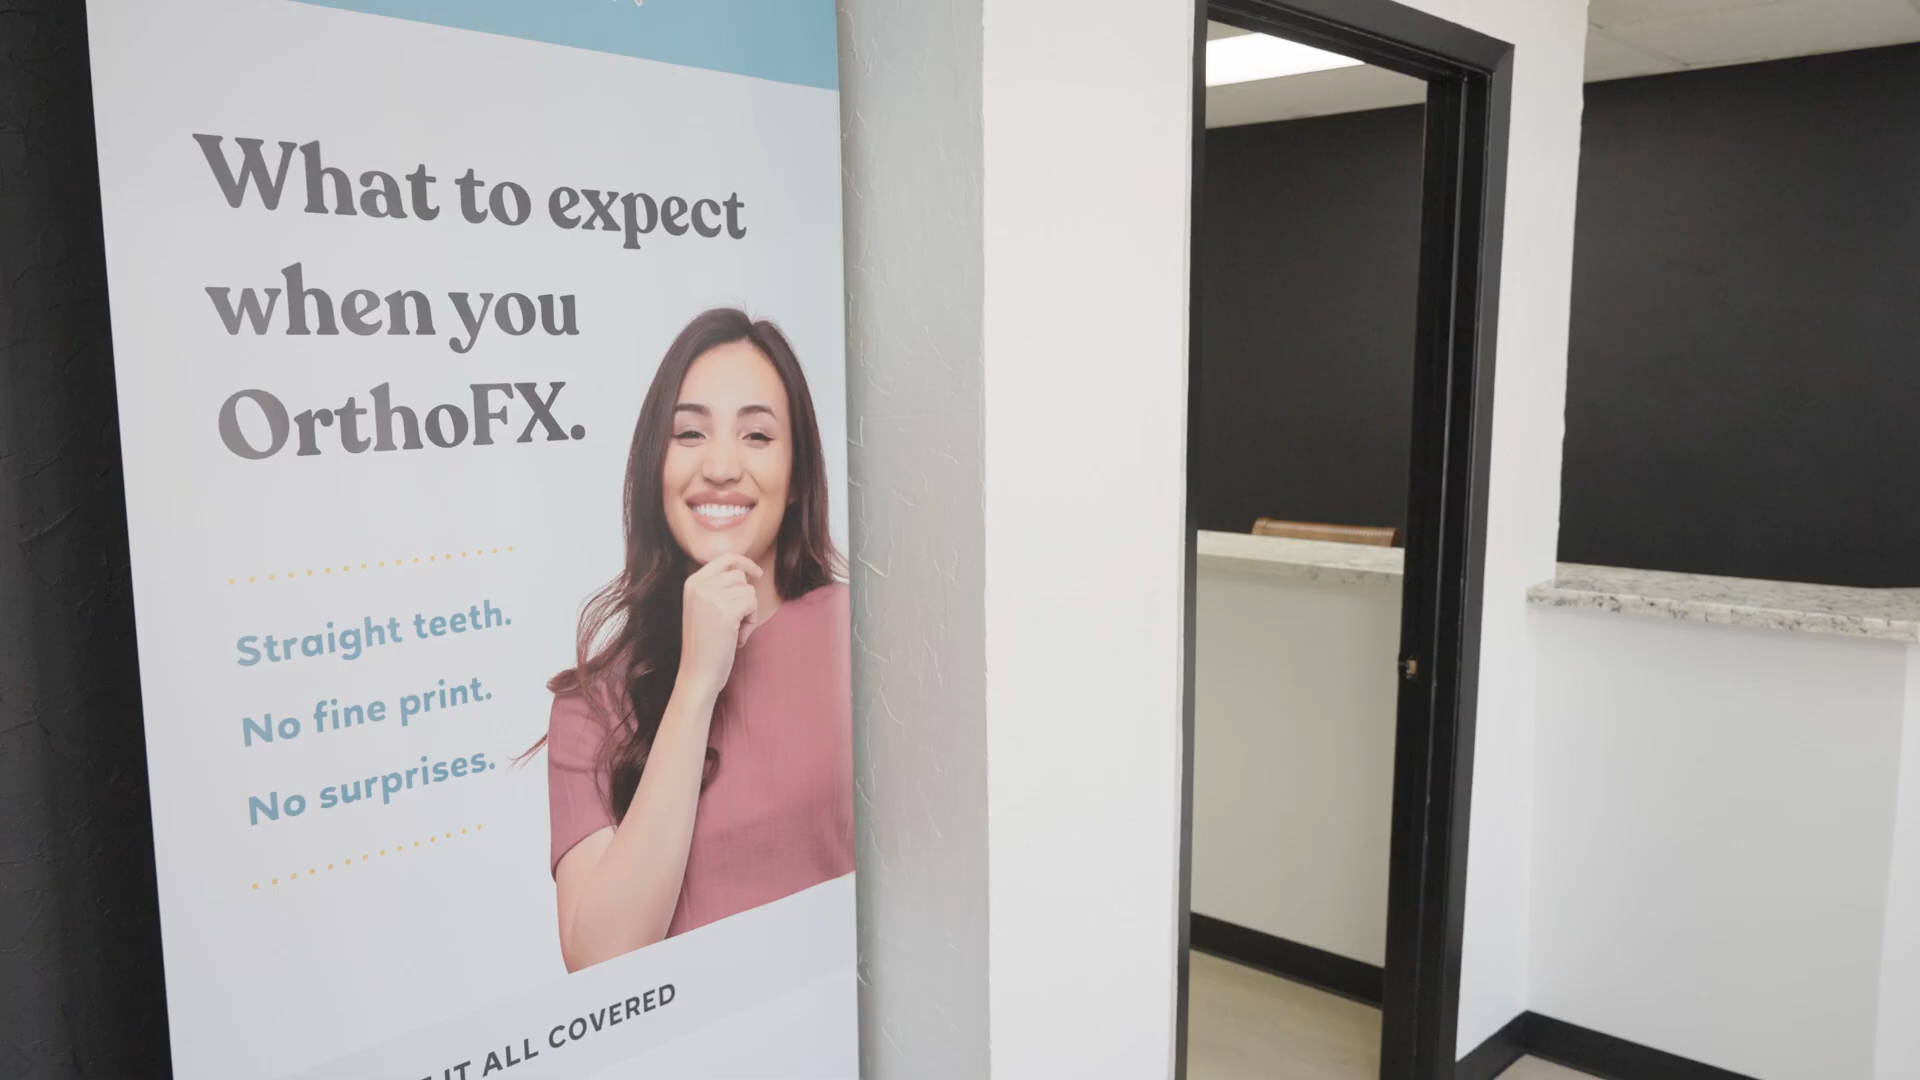 What to expect
when you
OrthoFX.
Straight teeth.
No fine print.
No surprises.
IT ALL COVERED